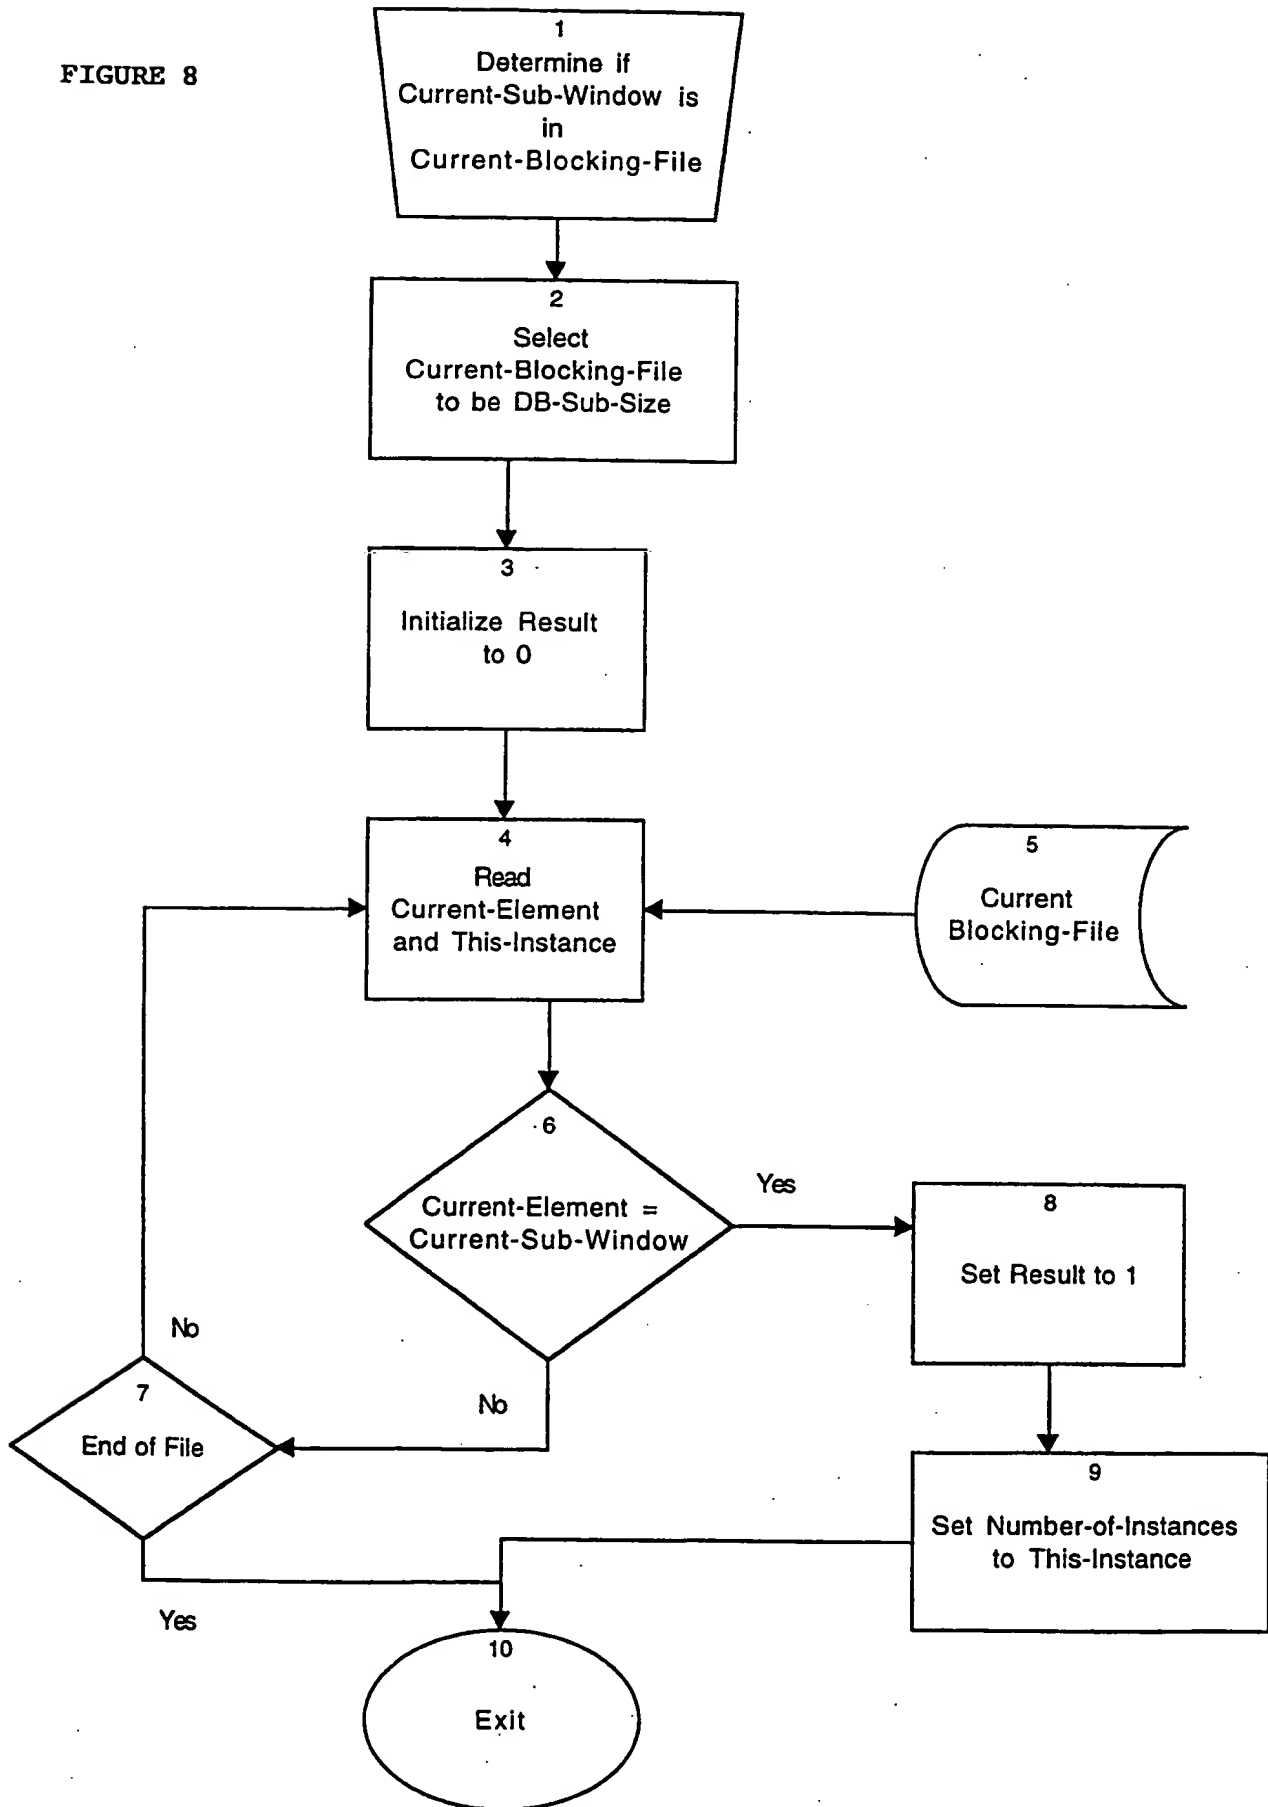 FIGURE 8
1
Determine if
Current-Sub-Window is
in
Current-Blocking-File
2
Select
Current-Blocking-File
to be DB-Sub-Size
3
Initialize Result
to 0
4
Read
Current-Element
and This-Instance
5
Current
Blocking-File
6
Current-Element =
Current-Sub-Window
Yes
8
Set Result to 1
No
7
End of File
No
9
Set Number-of-Instances
to This-Instance
Yes
10
Exit